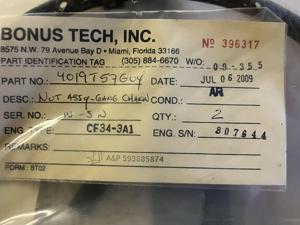 BONUS TECH, INC.
8575 N.W. 79 Avenue Bay D • Miami, Florida 33166
Nº 396317
PART IDENTIFICATION TAG (305) 884-6670 W/O: 09-355
PART NO.: 4019T57G04 DATE: JUL 06 2009
DESC: NUT ASSY-GANG CHANN COND.: AR
SER. NO.: N-SN QTY.: 2
ENG TYPE: CF34-3A1 ENG. S/N: 807644
REMARKS:
A&P 593885874
FORM: BT02